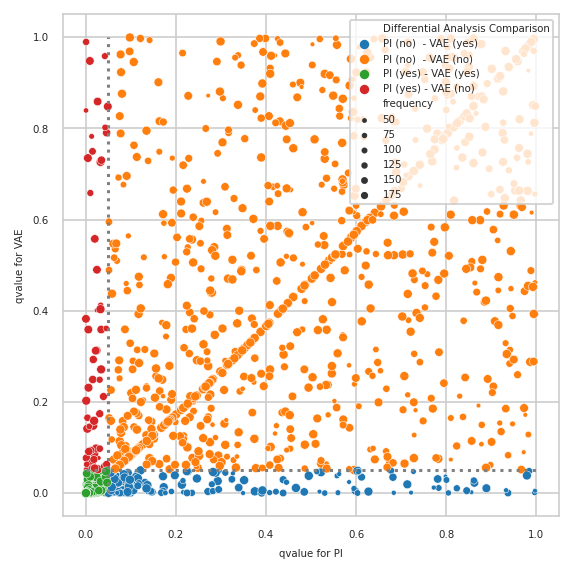 Differential Analysis Comparison
PI (no) - VAE (yes)
PI (no) - VAE (no)
PI (yes) - VAE (yes)
PI (yes) - VAE (no)
frequency
50
75
100
125
150
175
1.0
0.8
0.6
0.4
0.2
0.0
qvalue for VAE
0.0 0.2 0.4 0.6 0.8 1.0
qvalue for PI